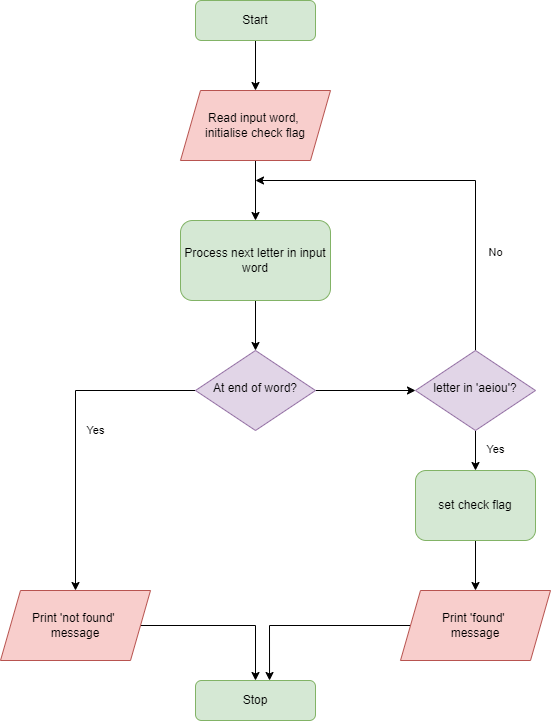 Start
Read input word,
initialise check flag
Process next letter in input
word
No
At end of word?
letter in 'aeiou'?
Yes
Yes
set check flag
Print 'not found'
message
Print 'found'
message
Stop